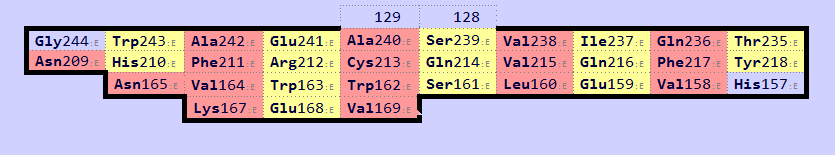 129 128
Gly244:E Trp243:E Ala242:E Glu241:E Ala240:E Ser239:E Val238:E Ile237:E Gln236:E Thr235:E
Asn209:E His210:E Phe211:E Arg212:E Cys213:E Gln214:E Val215:E Gln216:E Phe217:E Tyr218:E
Asn165:E Val164:E Trp163:E Trp162:E Ser161:E Leu160:E Glu159:E Val158:E His157:E
Lys167:E Glu168:E Val169:E